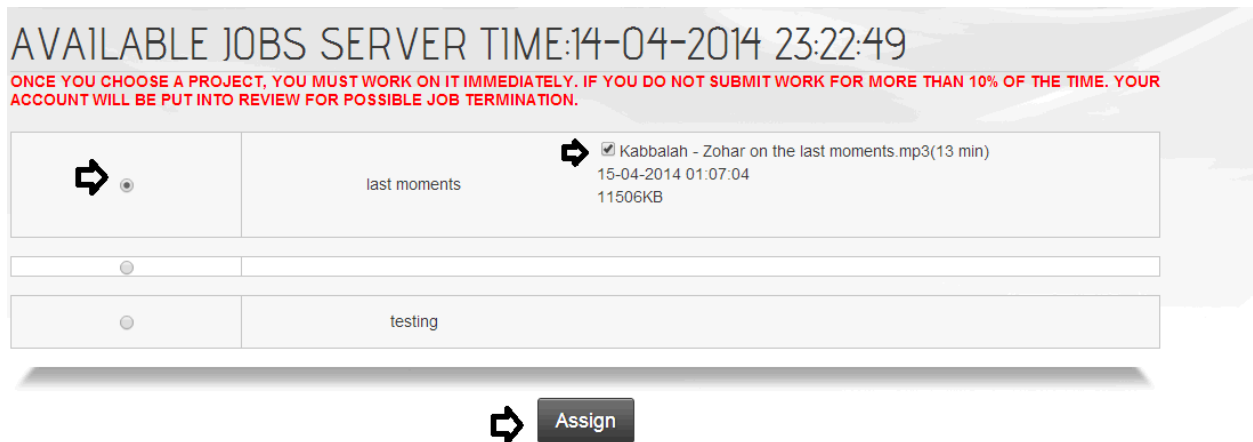 AVAILABLE JOBS SERVER TIME:14-04-2014 23:22:49
ONCE YOU CHOOSE A PROJECT, YOU MUST WORK ON IT IMMEDIATELY. IF YOU DO NOT SUBMIT WORK FOR MORE THAN 10% OF THE TIME. YOUR
ACCOUNT WILL BE PUT INTO REVIEW FOR POSSIBLE JOB TERMINATION.
last moments
Kabbalah - Zohar on the last moments.mp3(13 min)
15-04-2014 01:07:04
11506KB
testing
Assign